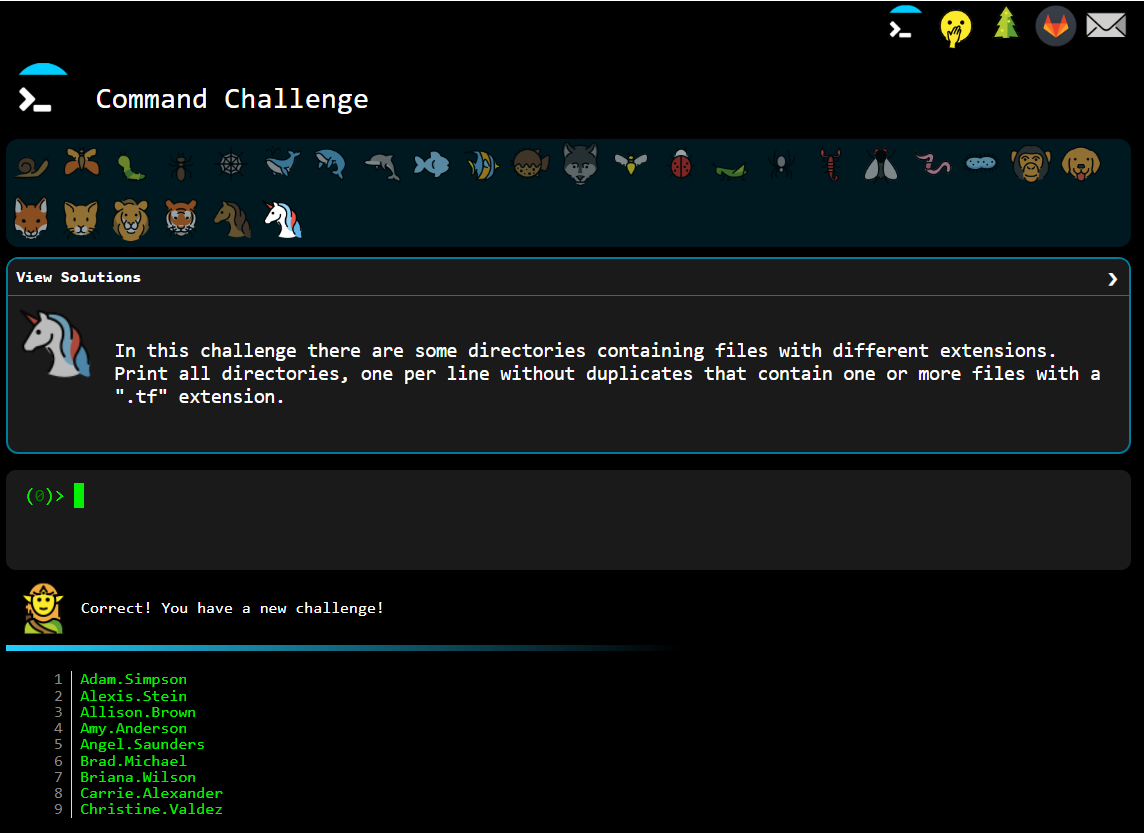 Command Challenge
View Solutions
In this challenge there are some directories containing files with different extensions.
Print all directories, one per line without duplicates that contain one or more files with a
".tf" extension.
(0)>
Correct! You have a new challenge!
1 Adam.Simpson
2 Alexis.Stein
3 Allison.Brown
4 Amy.Anderson
5 Angel.Saunders
6 Brad.Michael
7 Briana.Wilson
8 Carrie.Alexander
9 Christine.Valdez